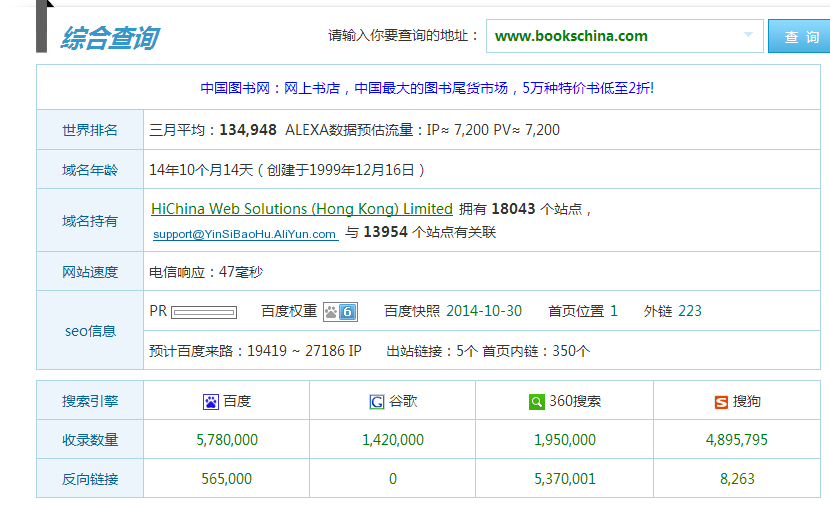 综合查询
请输入你要查询的地址： www.bookschina.com 查 询
中国图书网：网上书店，中国最大的图书尾货市场，5万种特价书低至2折!
世界排名 三月平均：134,948 ALEXA数据预估流量：IP≈ 7,200 PV≈ 7,200
域名年龄 14年10个月14天（创建于1999年12月16日）
域名持有 HiChina Web Solutions (Hong Kong) Limited 拥有 18043 个站点，
support@YinSiBaoHu.AliYun.com 与 13954 个站点有关联
网站速度 电信响应：47毫秒
seo信息 PR 百度权重 6 百度快照 2014-10-30 首页位置 1 外链 223
预计百度来路：19419 ~ 27186 IP 出站链接：5个 首页内链：350个
搜索引擎 百度 谷歌 360搜索 搜狗
收录数量 5,780,000 1,420,000 1,950,000 4,895,795
反向链接 565,000 0 5,370,001 8,263